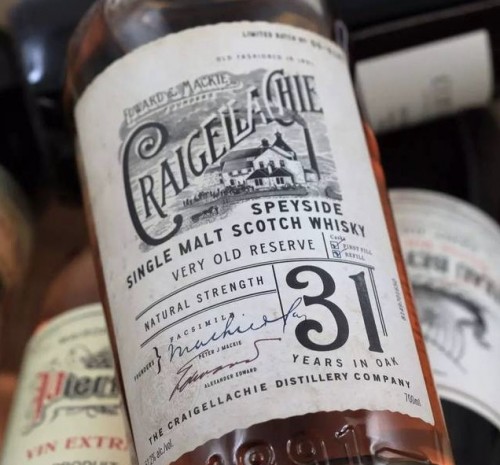 LIMITED BATCH Nº
OLD FASHIONED IN 1891
EDWARD & MACKIE
FOUNDERS
CRAIGELLACHIE
SPEYSIDE
SINGLE MALT SCOTCH WHISKY
VERY OLD RESERVE
Cask
FIRST FILL
REFILL
NATURAL STRENGTH
31
YEARS IN OAK
FOUNDERS
FACSIMILE
PETER J MACKIE
Edward
ALEXANDER EDWARD
THE CRAIGELLACHIE DISTILLERY COMPANY
700ml
VIN EXTRA